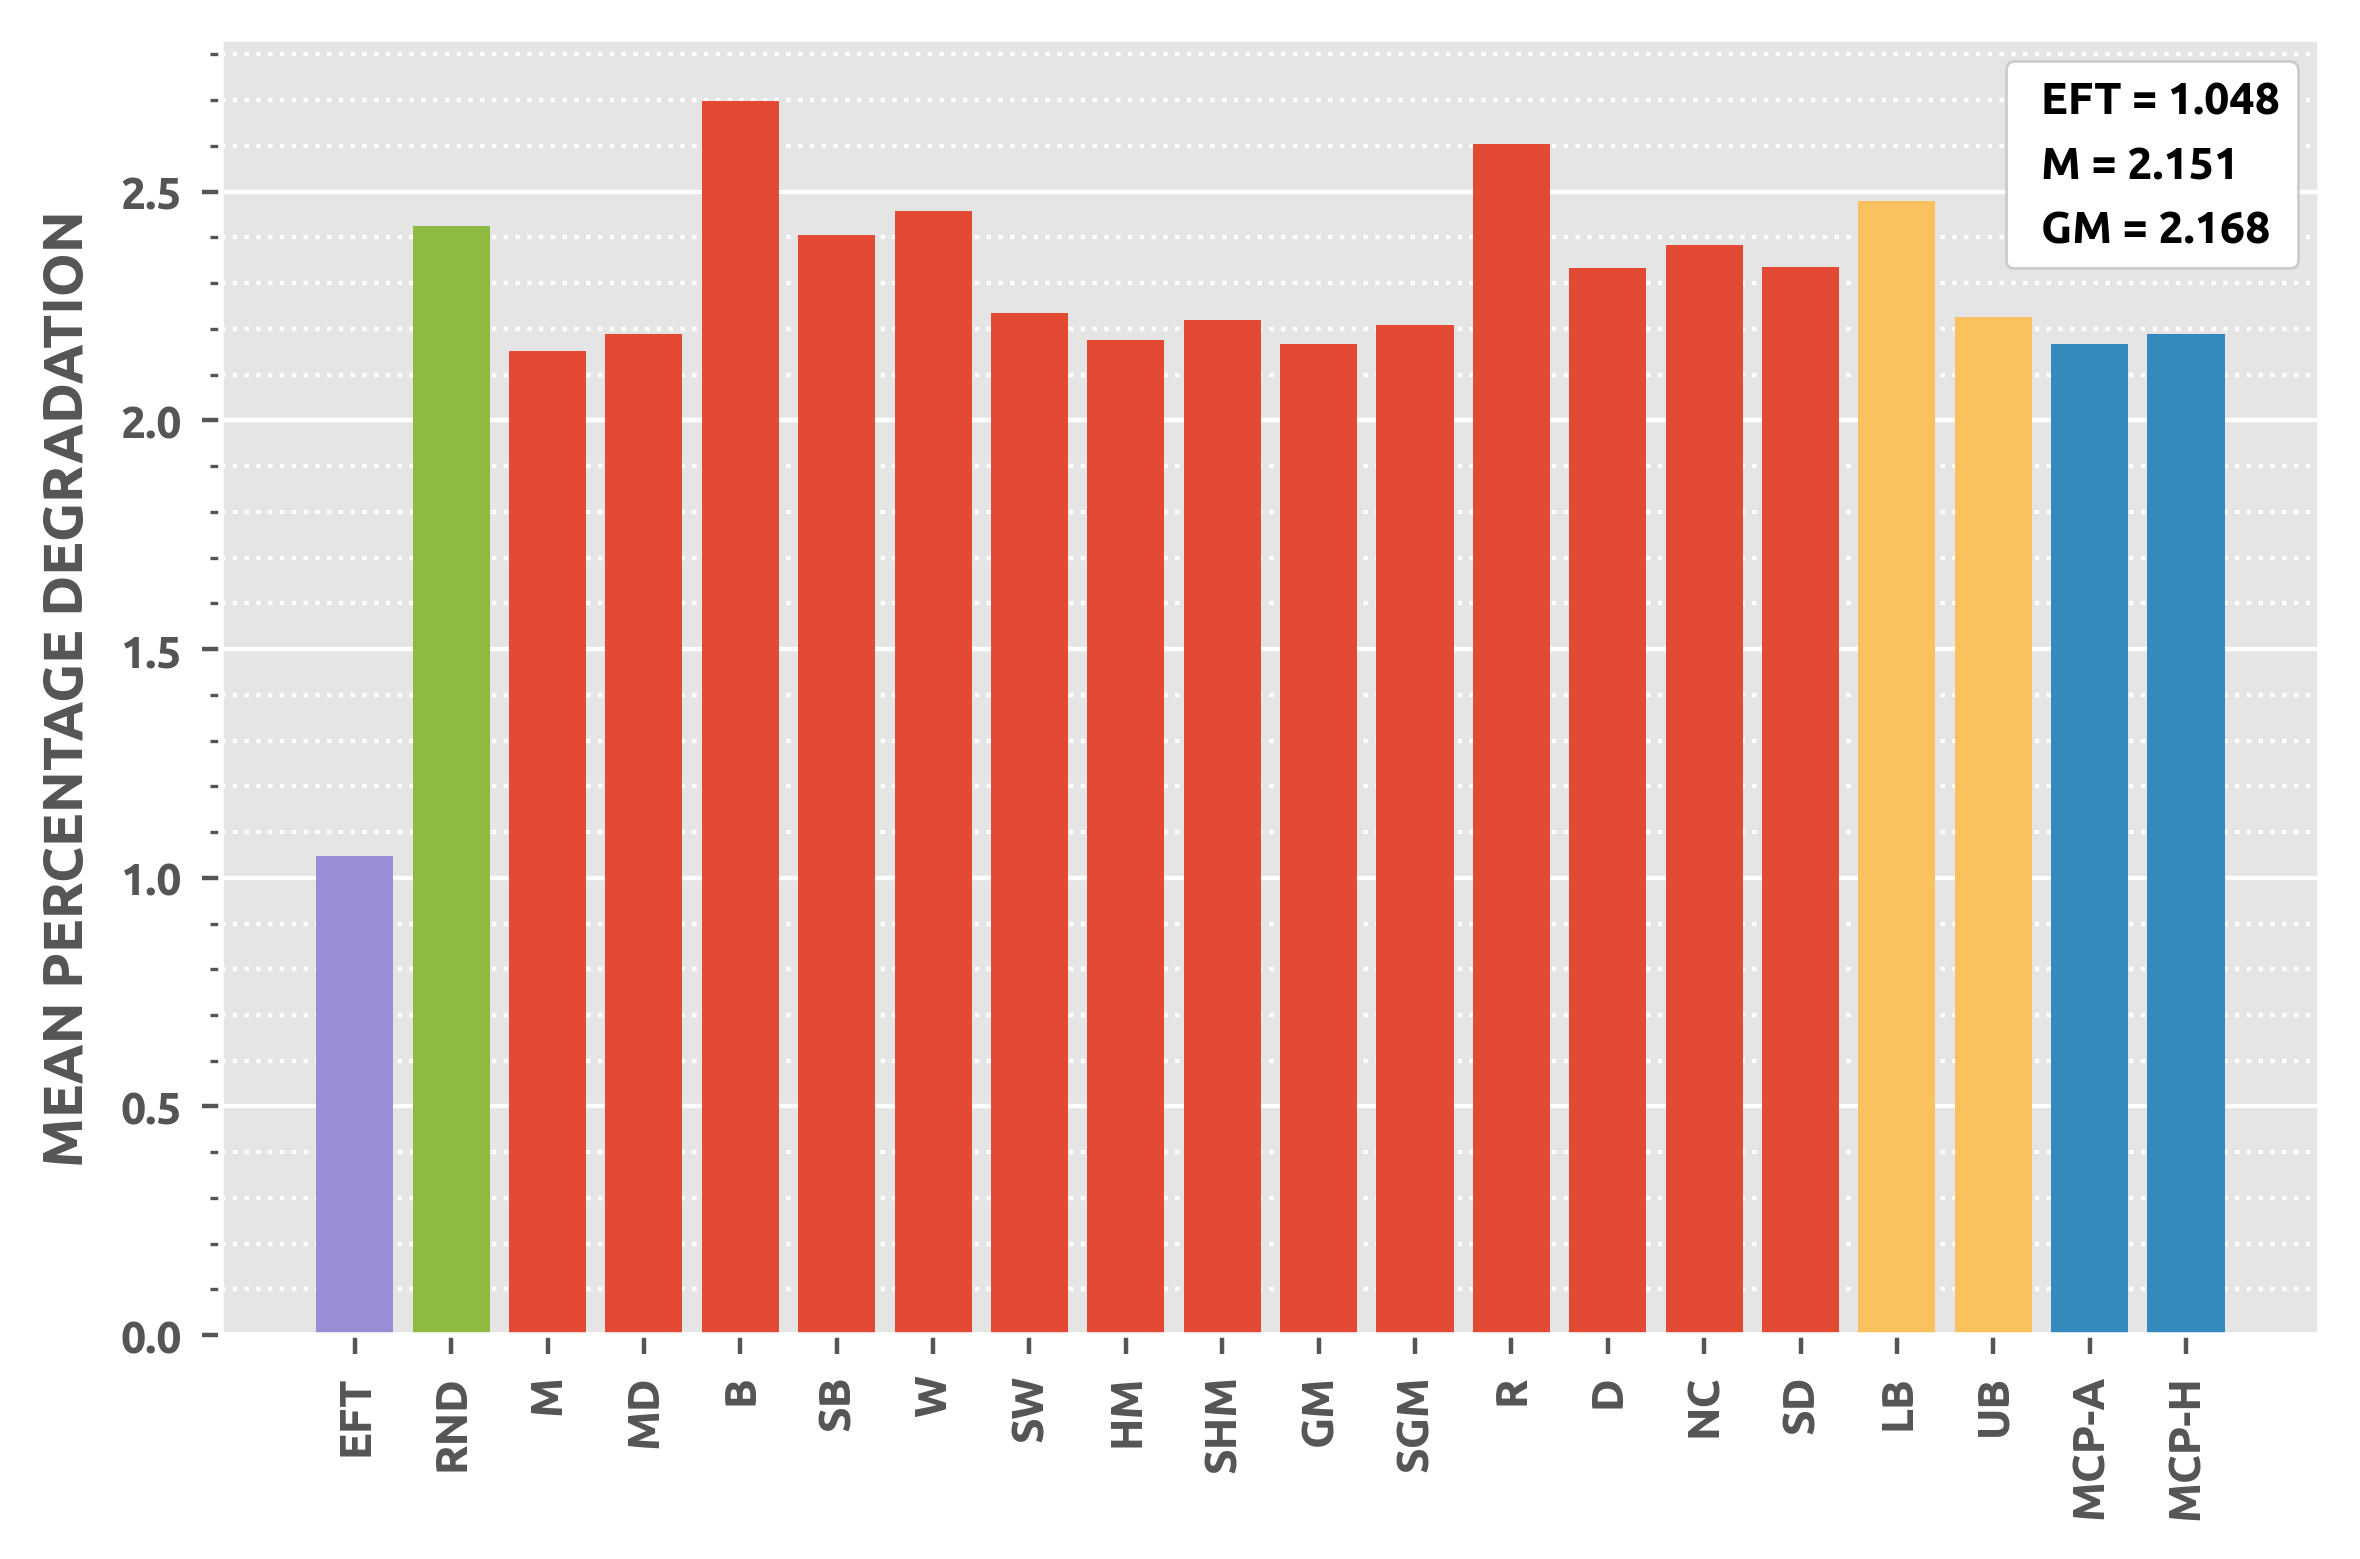 MEAN PERCENTAGE DEGRADATION
2.5
2.0
1.5
1.0
0.5
0.0
EFT = 1.048
M = 2.151
GM = 2.168
EFT
RND
M
MD
B
SB
W
SW
HM
SHM
GM
SGM
R
D
NC
SD
LB
UB
MCP-A
MCP-H